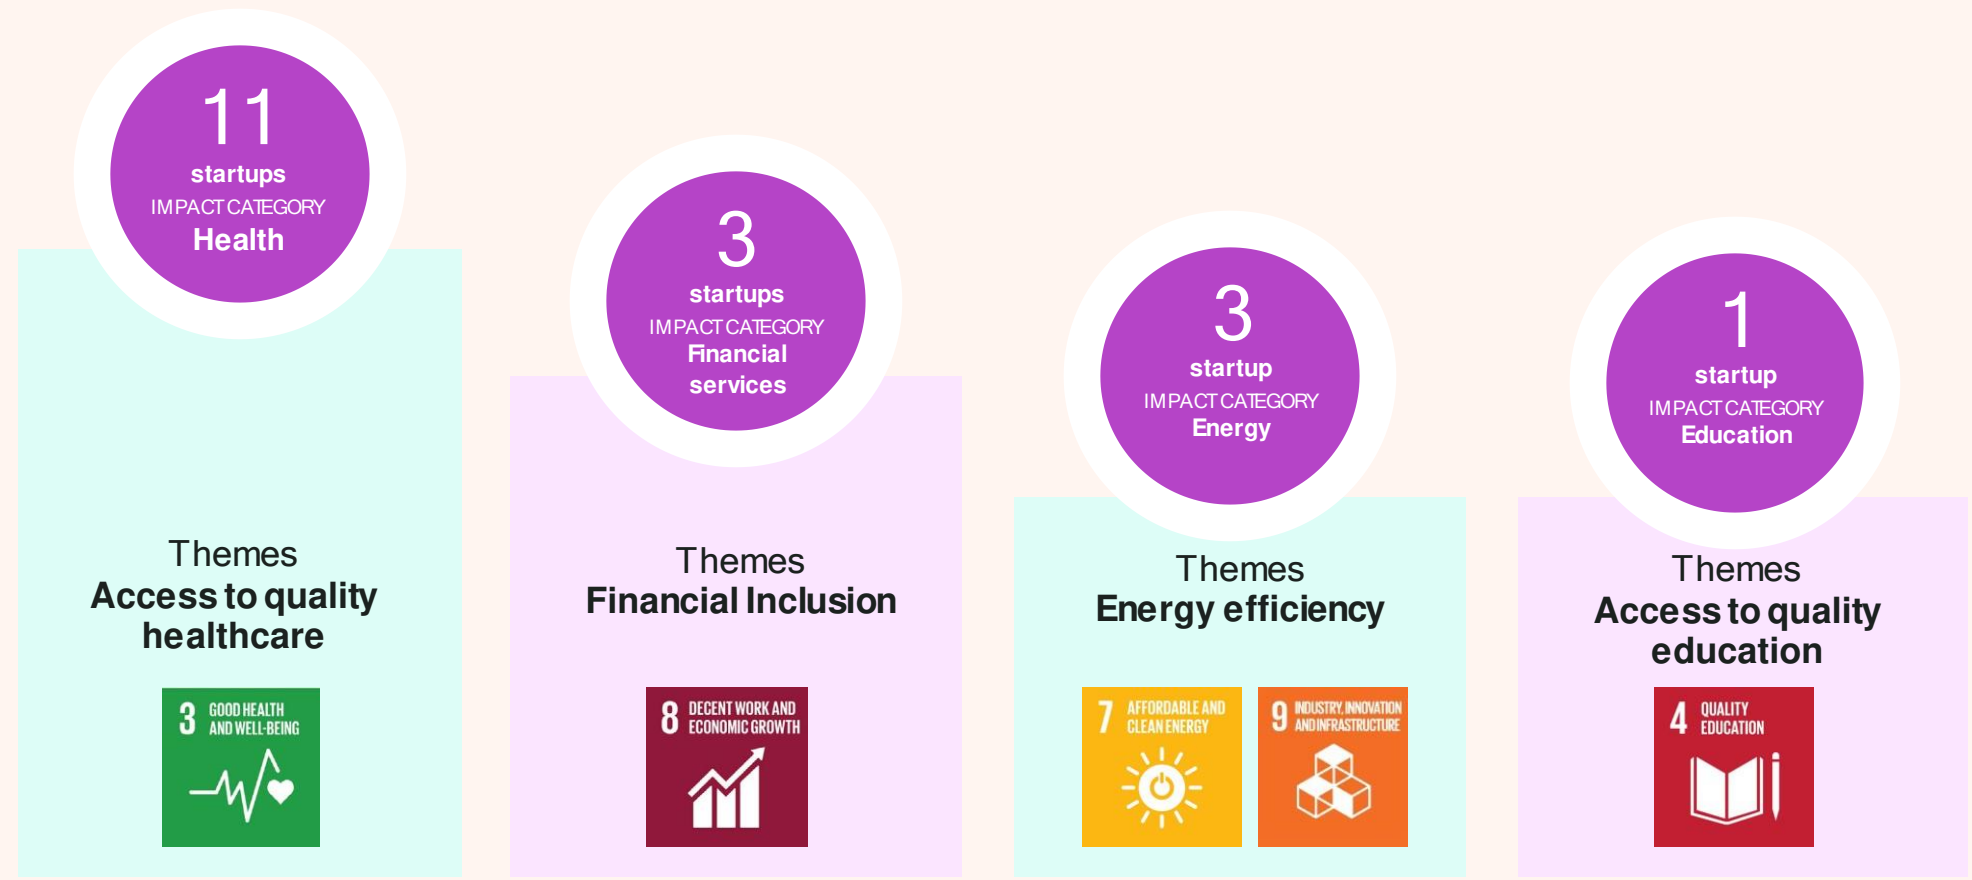 11
startups
IMPACT CATEGORY
Health
Themes
Access to quality
healthcare
3 GOOD HEALTH
AND WELL-BEING
3
startups
IMPACT CATEGORY
Financial
services
Themes
Financial Inclusion
8 DECENT WORK AND
ECONOMIC GROWTH
3
startup
IMPACT CATEGORY
Energy
Themes
Energy efficiency
7 AFFORDABLE AND
CLEAN ENERGY
9 INDUSTRY, INNOVATION
AND INFRASTRUCTURE
1
startup
IMPACT CATEGORY
Education
Themes
Access to quality
education
4 QUALITY
EDUCATION